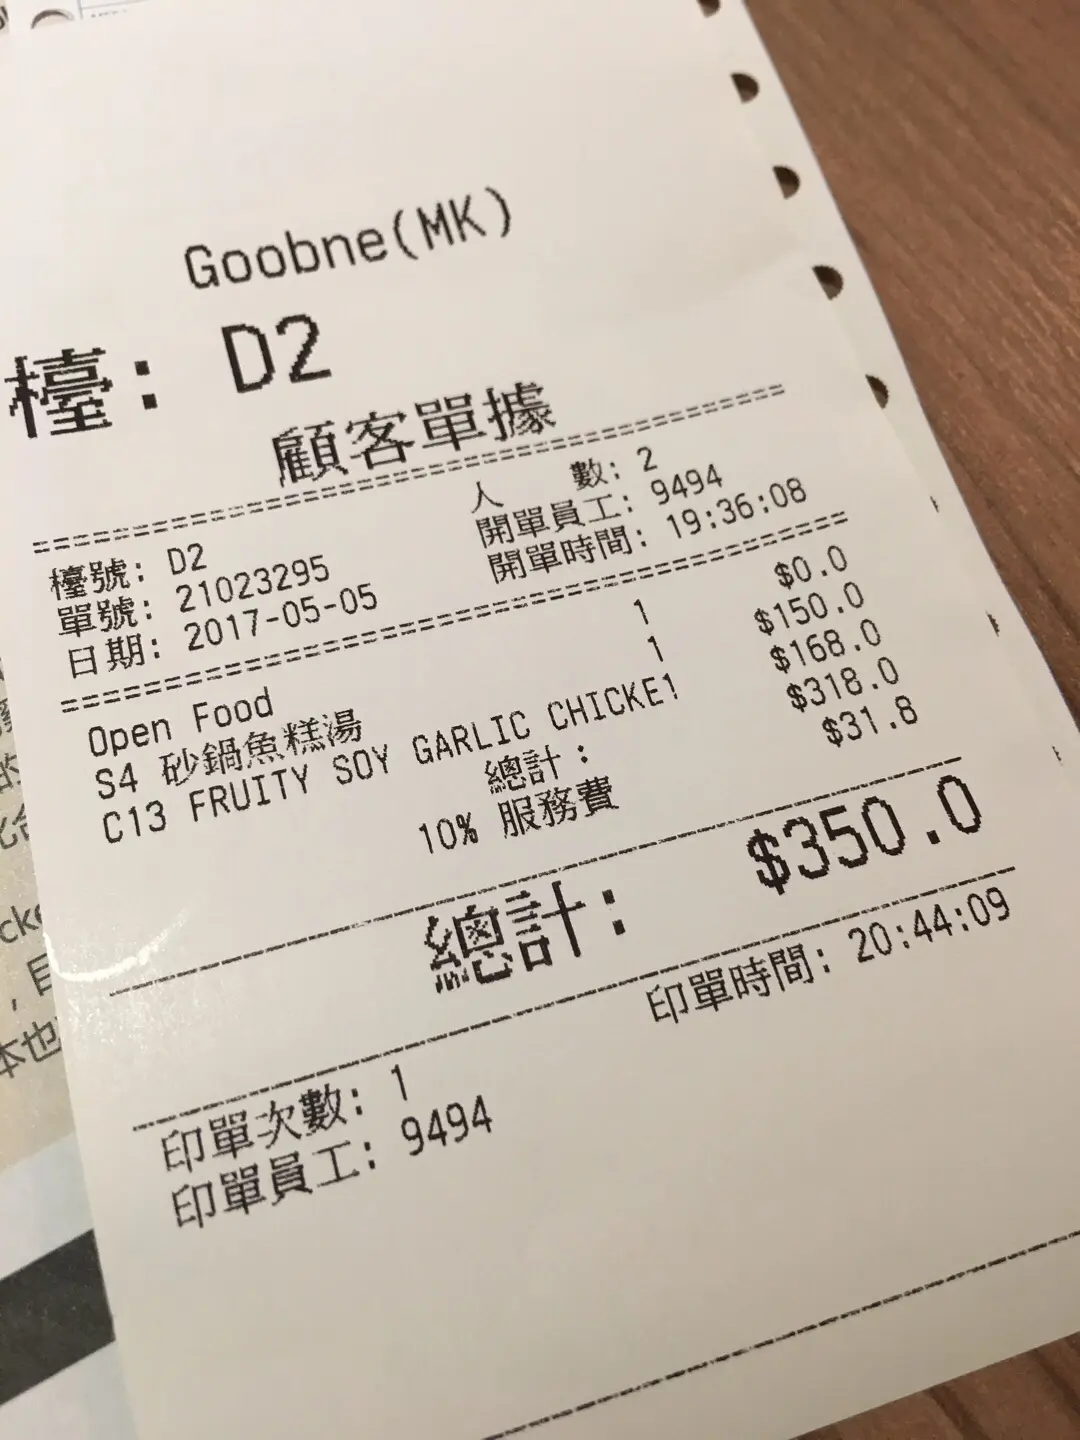 Goobne(MK)
檯: D2
顧客單據
人 數: 2
檯號: D2 開單員工: 9494
單號: 21023295 開單時間: 19:36:08
日期: 2017-05-05
Open Food 1 $0.0
S4 砂鍋魚糕湯 1 $150.0
C13 FRUITY SOY GARLIC CHICKE1 $168.0
總計: $318.0
10% 服務費 $31.8
總計: $350.0
印單時間: 20:44:09
印單次數: 1
印單員工: 9494